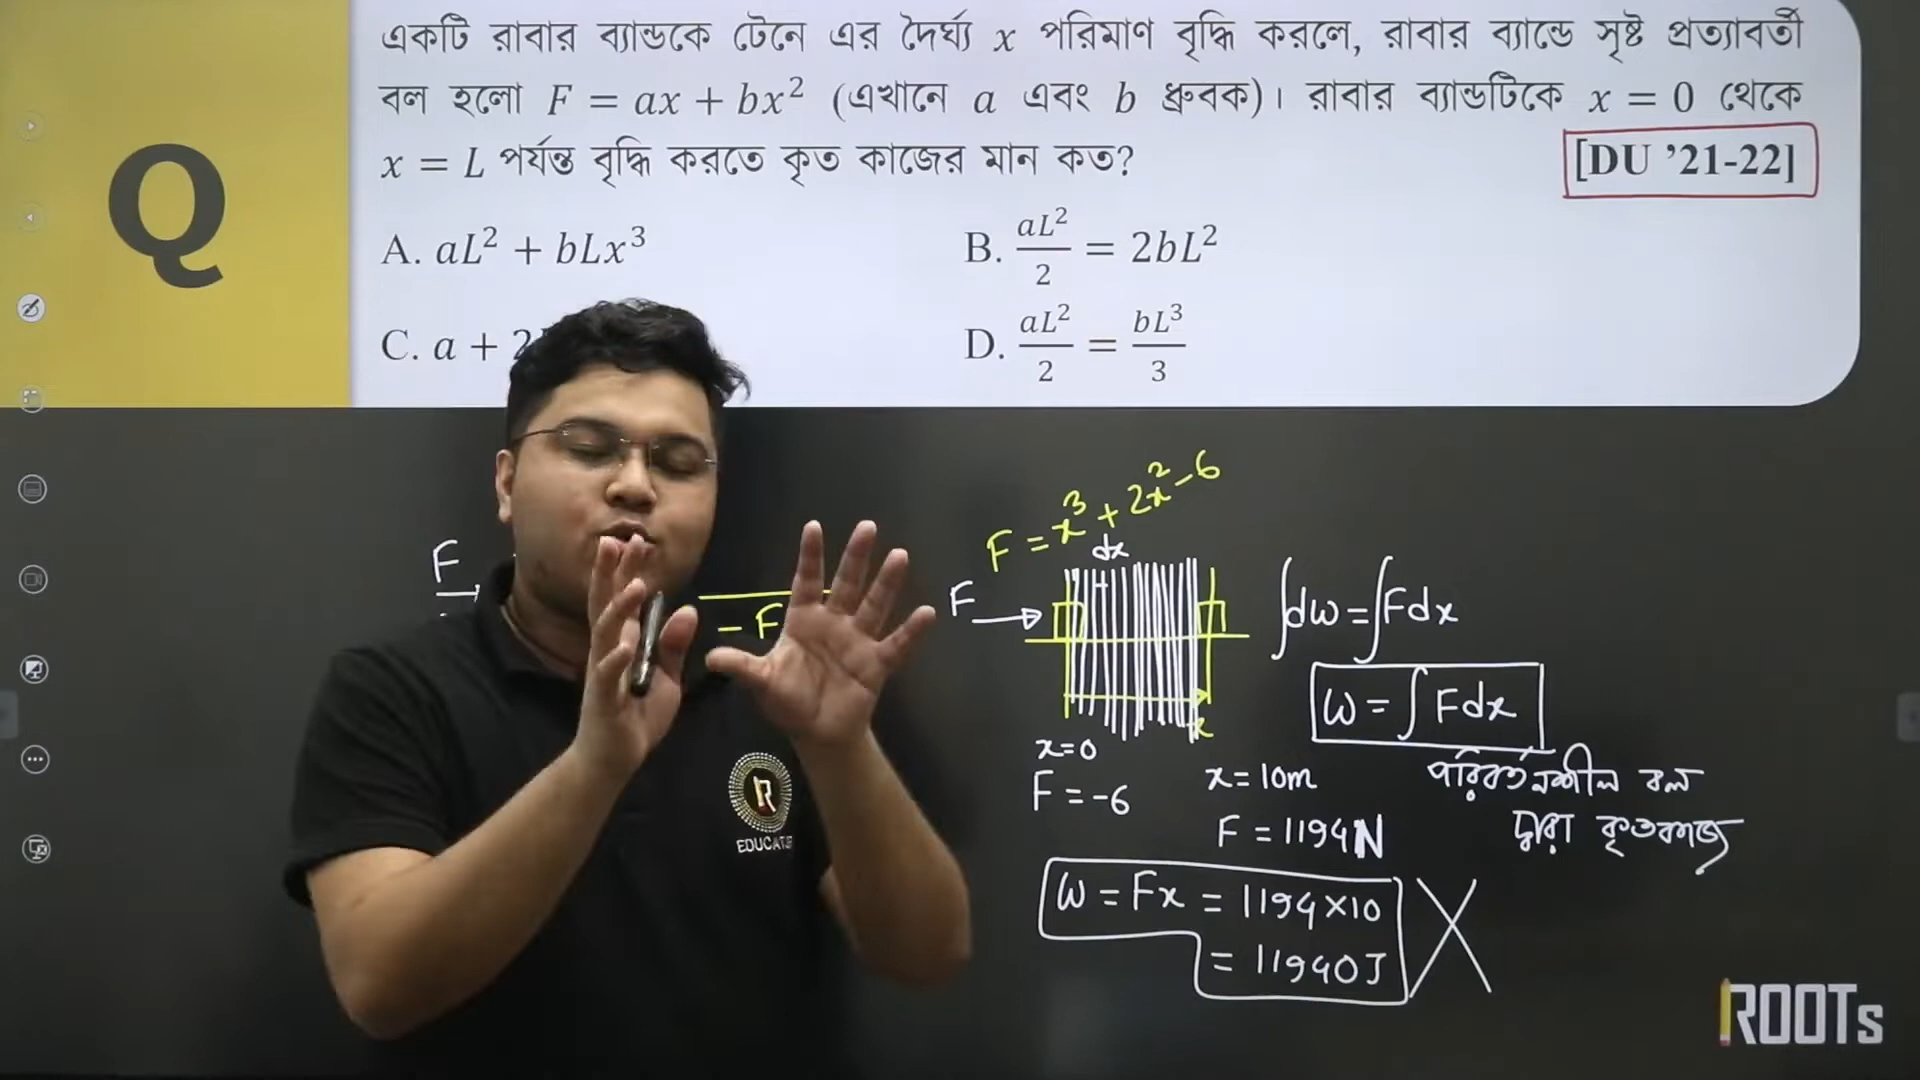 Q
একটি রাবার ব্যান্ডকে টেনে এর দৈর্ঘ্য x পরিমাণ বৃদ্ধি করলে, রাবার ব্যান্ডে সৃষ্ট প্রত্যাবর্তী
বল হলো F = ax + bx² (এখানে a এবং b ধ্রুবক)। রাবার ব্যান্ডটিকে x = 0 থেকে
x = L পর্যন্ত বৃদ্ধি করতে কৃত কাজের মান কত?
[DU ’21-22]
A. aL² + bLx³
B. aL²/2 = 2bL²
C. a + 2
D. aL²/2 = bL³/3
F = x³ + 2x² - 6
dx
F
F
- F
∫dw = ∫Fdx
w = ∫Fdx
x
x=0
F = -6
x = 10m
F = 1194N
পরিবর্তনশীল বল
দ্বারা কৃতকাজ
W = Fx = 1194×10
= 11940J
EDUCAT
ROOTs